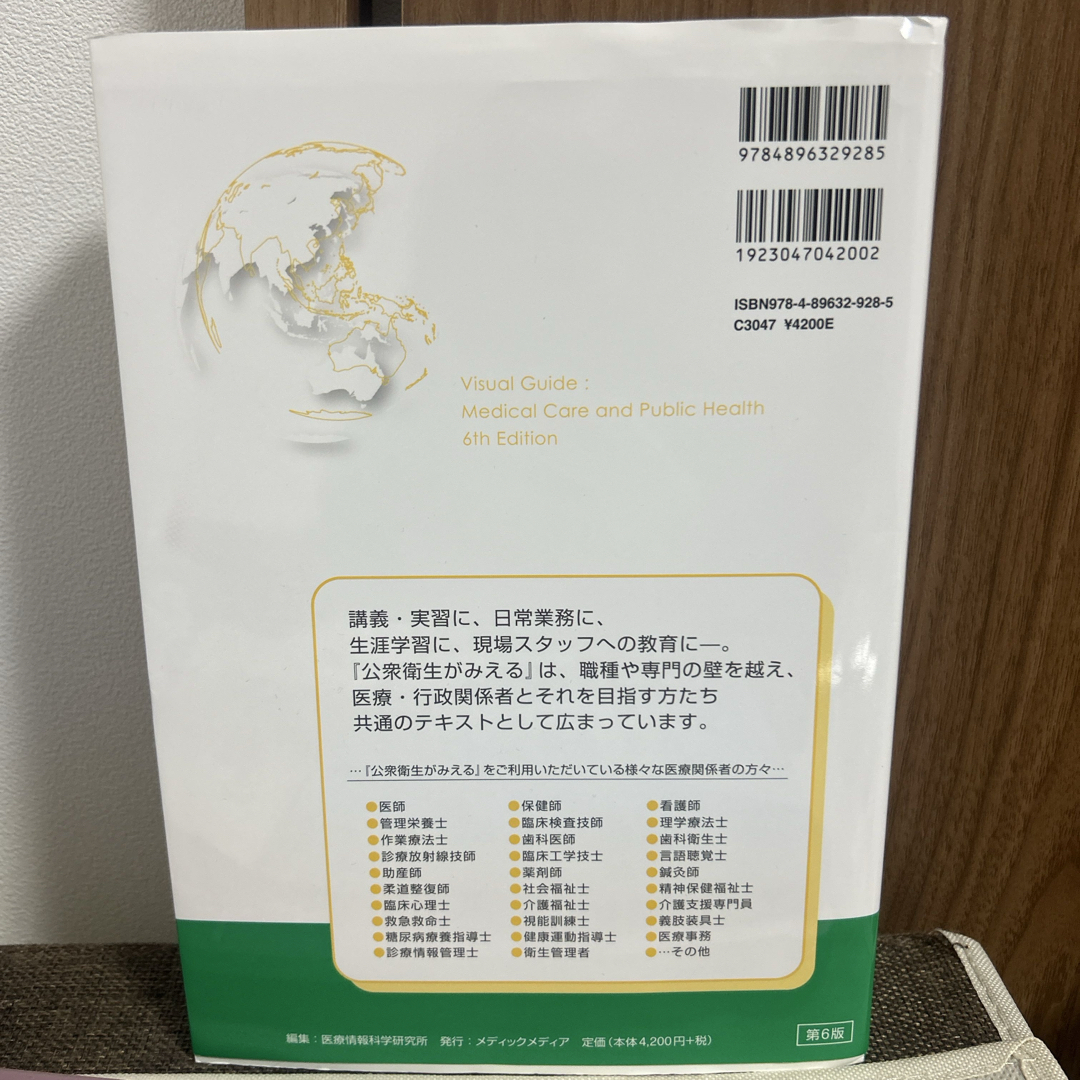 9784896329285
1923047042002
ISBN978-4-89632-928-5
C3047 ¥4200E
Visual Guide :
Medical Care and Public Health
6th Edition
講義・実習に、日常業務に、
生涯学習に、現場スタッフへの教育に―。
『公衆衛生がみえる』は、職種や専門の壁を越え、
医療・行政関係者とそれを目指す方たち
共通のテキストとして広まっています。
…『公衆衛生がみえる』をご利用いただいている様々な医療関係者の方々…
●医師 ●保健師 ●看護師
●管理栄養士 ●臨床検査技師 ●理学療法士
●作業療法士 ●歯科医師 ●歯科衛生士
●診療放射線技師 ●臨床工学技士 ●言語聴覚士
●助産師 ●薬剤師 ●鍼灸師
●柔道整復師 ●社会福祉士 ●精神保健福祉士
●臨床心理士 ●介護福祉士 ●介護支援専門員
●救急救命士 ●視能訓練士 ●義肢装具士
●糖尿病療養指導士 ●健康運動指導士 ●医療事務
●診療情報管理士 ●衛生管理者 ●…その他
編集:医療情報科学研究所 発行:メディックメディア 定価(本体4,200円+税)
第6版